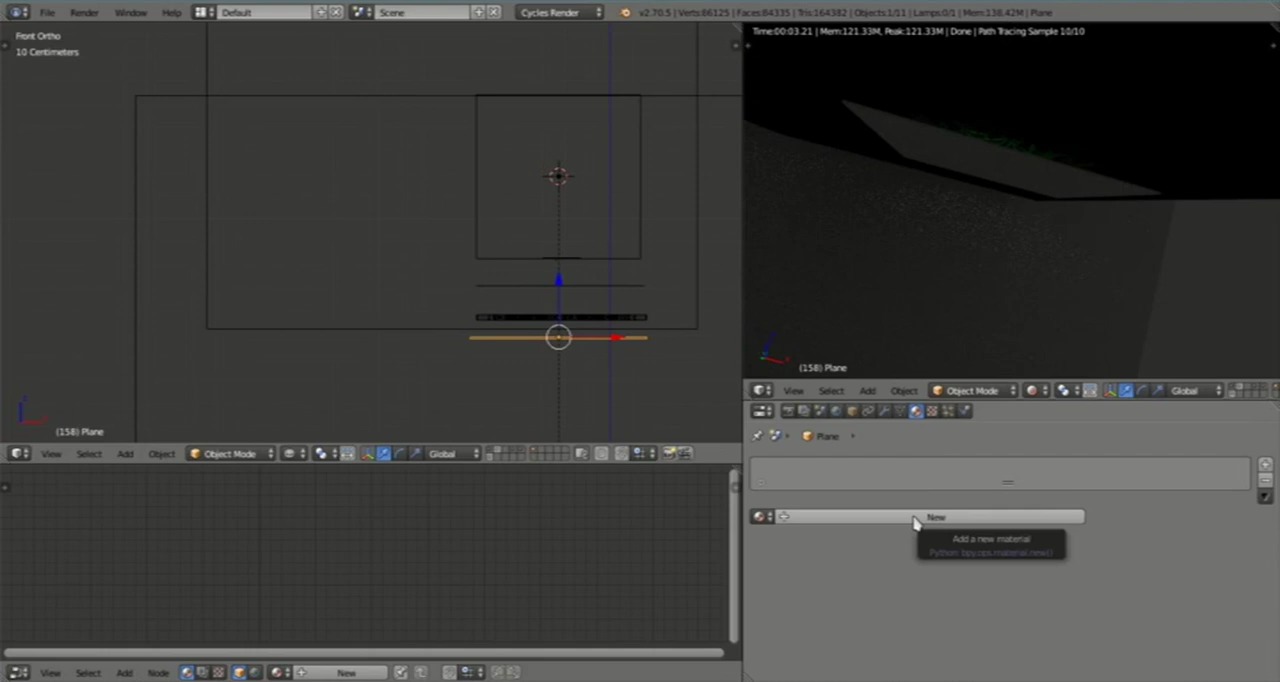 File Render Window Help Default Scene Cycles Render v2.70.5 | Verts:86125 | Faces:84335 | Tris:164382 | Objects:1/11 | Lamps:0/1 | Mem:138.42M | Plane
Front Ortho
10 Centimeters
(158) Plane
View Select Add Object Object Mode Global
View Select Add Node New
Time:00:03.21 | Mem:121.33M, Peak:121.33M | Done | Path Tracing Sample 10/10
(158) Plane
View Select Add Object Object Mode Global
Plane
New
Add a new material
Python: bpy.ops.material.new()